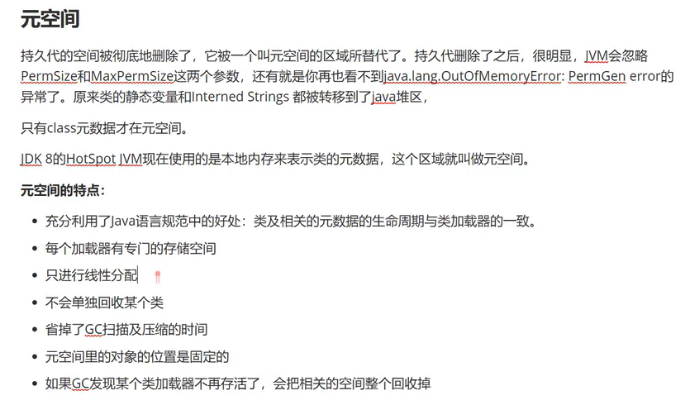 元空间
持久代的空间被彻底地删除了，它被一个叫元空间的区域所替代了。持久代删除了之后，很明显，JVM会忽略
PermSize和MaxPermSize这两个参数，还有就是你再也看不到java.lang.OutOfMemoryError: PermGen error的
异常了。原来类的静态变量和Interned Strings 都被转移到了java堆区，
只有class元数据才在元空间。
JDK 8的HotSpot JVM现在使用的是本地内存来表示类的元数据，这个区域就叫做元空间。
元空间的特点：
• 充分利用了Java语言规范中的好处：类及相关的元数据的生命周期与类加载器的一致。
• 每个加载器有专门的存储空间
• 只进行线性分配
• 不会单独回收某个类
• 省掉了GC扫描及压缩的时间
• 元空间里的对象的位置是固定的
• 如果GC发现某个类加载器不再存活了，会把相关的空间整个回收掉